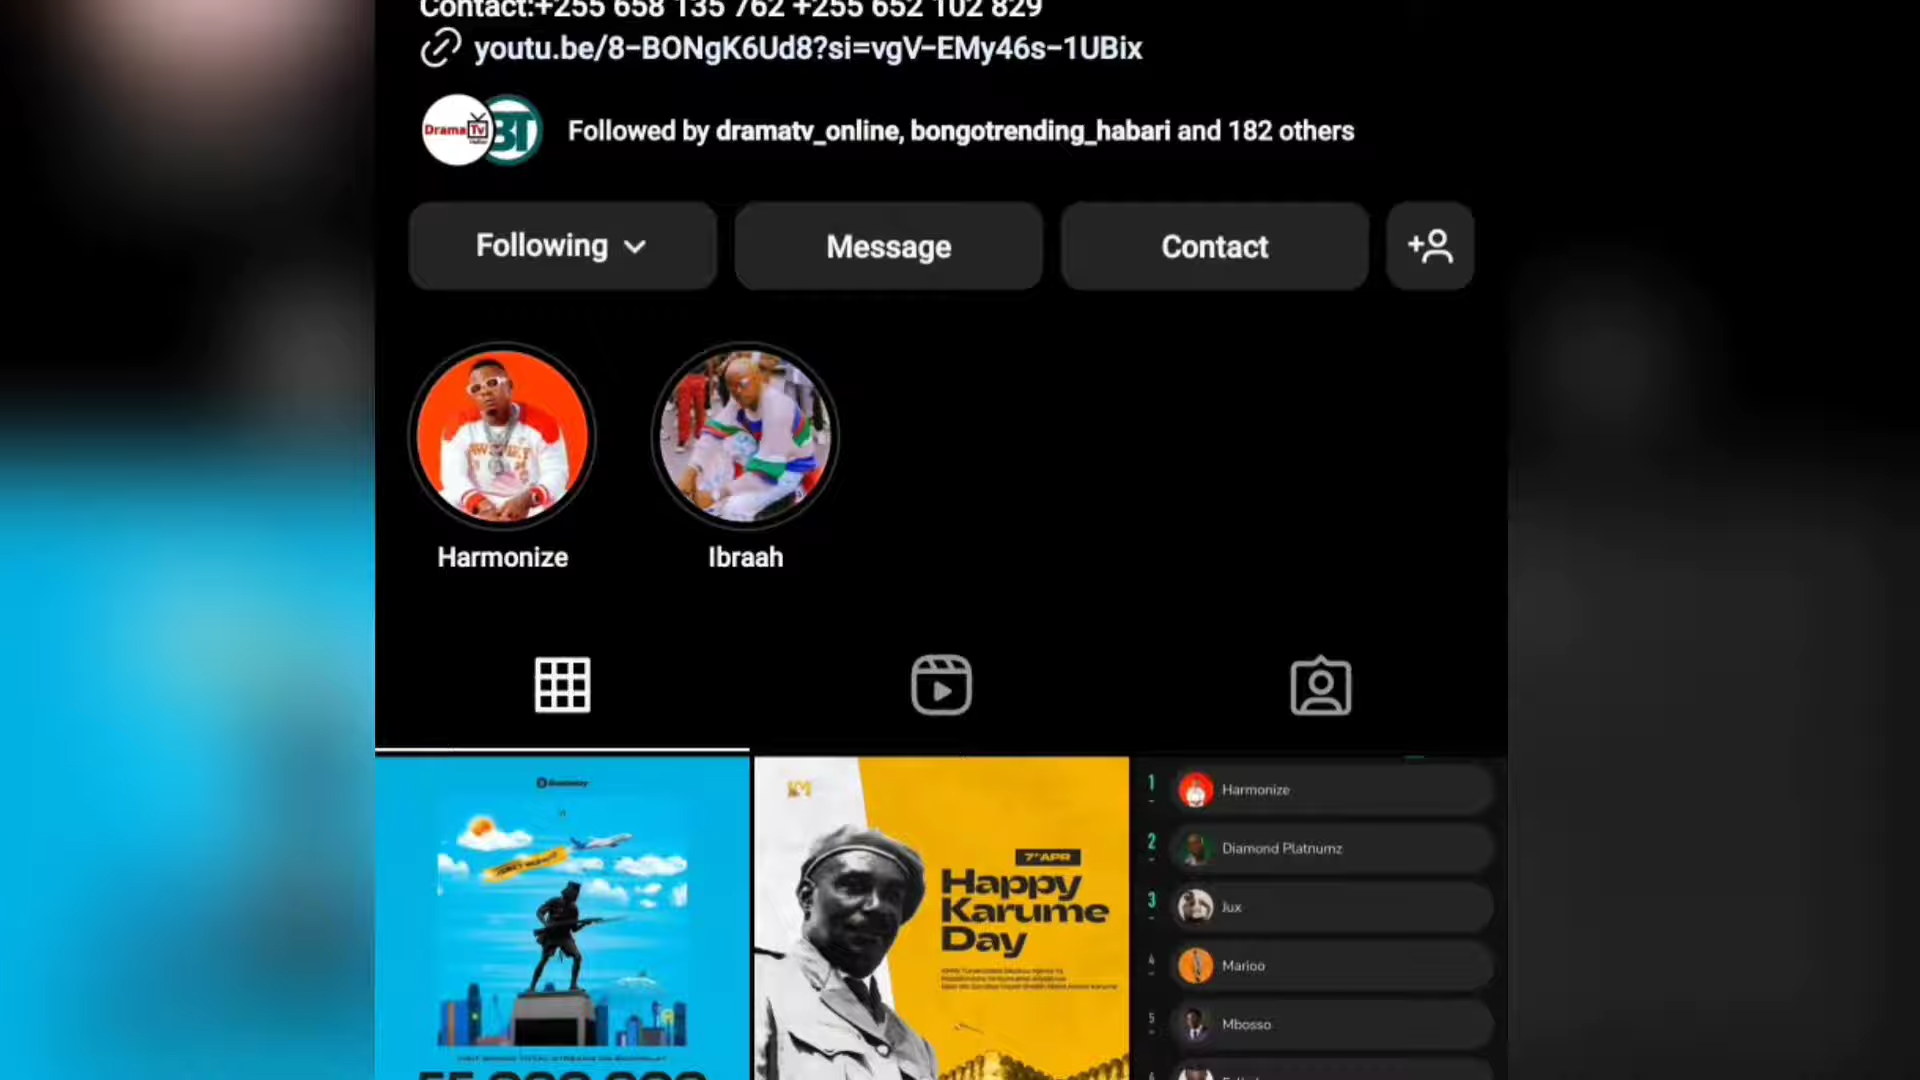 Contact:+255 658 135 762 +255 652 102 829
youtu.be/8-BONgK6Ud8?si=vgV-EMy46s-1UBix
Drama Tv
BT
Followed by dramatv_online, bongotrending_habari and 182 others
Following
Message
Contact
Harmonize
Ibraah
7TH APR
Happy
Karume
Day
1 Harmonize
2 Diamond Platnumz
3 Jux
4 Marioo
5 Mbosso